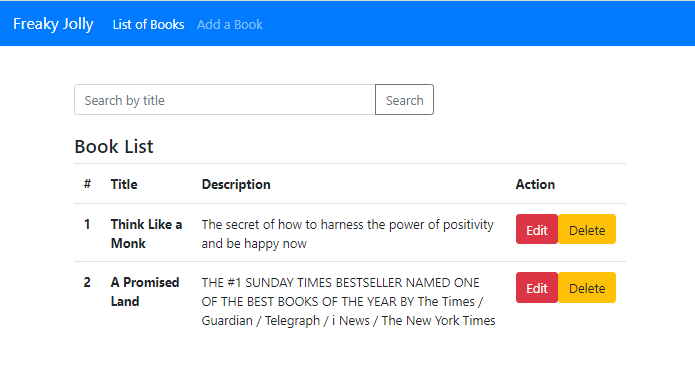 Freaky Jolly List of Books Add a Book
Search by title Search
Book List
# Title Description Action
1 Think Like a The secret of how to harness the power of positivity Edit Delete
Monk and be happy now
2 A Promised THE #1 SUNDAY TIMES BESTSELLER NAMED ONE Edit Delete
Land OF THE BEST BOOKS OF THE YEAR BY The Times /
Guardian / Telegraph / i News / The New York Times